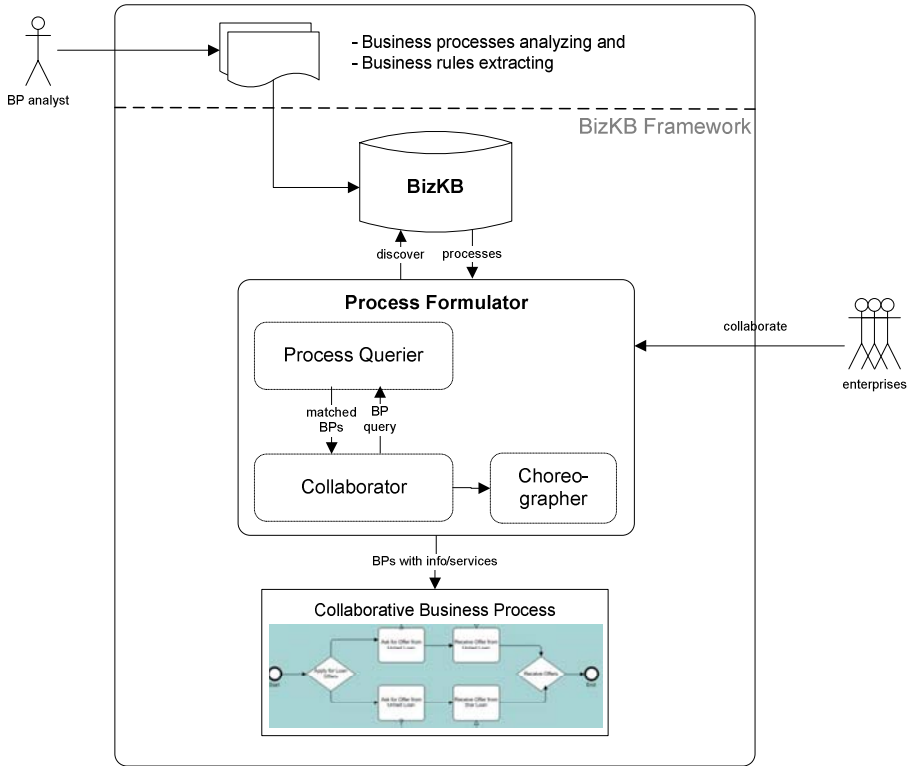 - Business processes analyzing and
- Business rules extracting
BP analyst
BizKB Framework
BizKB
discover
processes
Process Formulator
Process Querier
collaborate
enterprises
matched
BPs
BP
query
Collaborator
Choreo-
grapher
BPs with info/services
Collaborative Business Process
Ask for Offer from
United Loan
Receive Offer from
United Loan
Apply for Loan
Offers
Receive Offers
Start
End
Ask for Offer from
United Loan
Receive Offer from
Star Loan